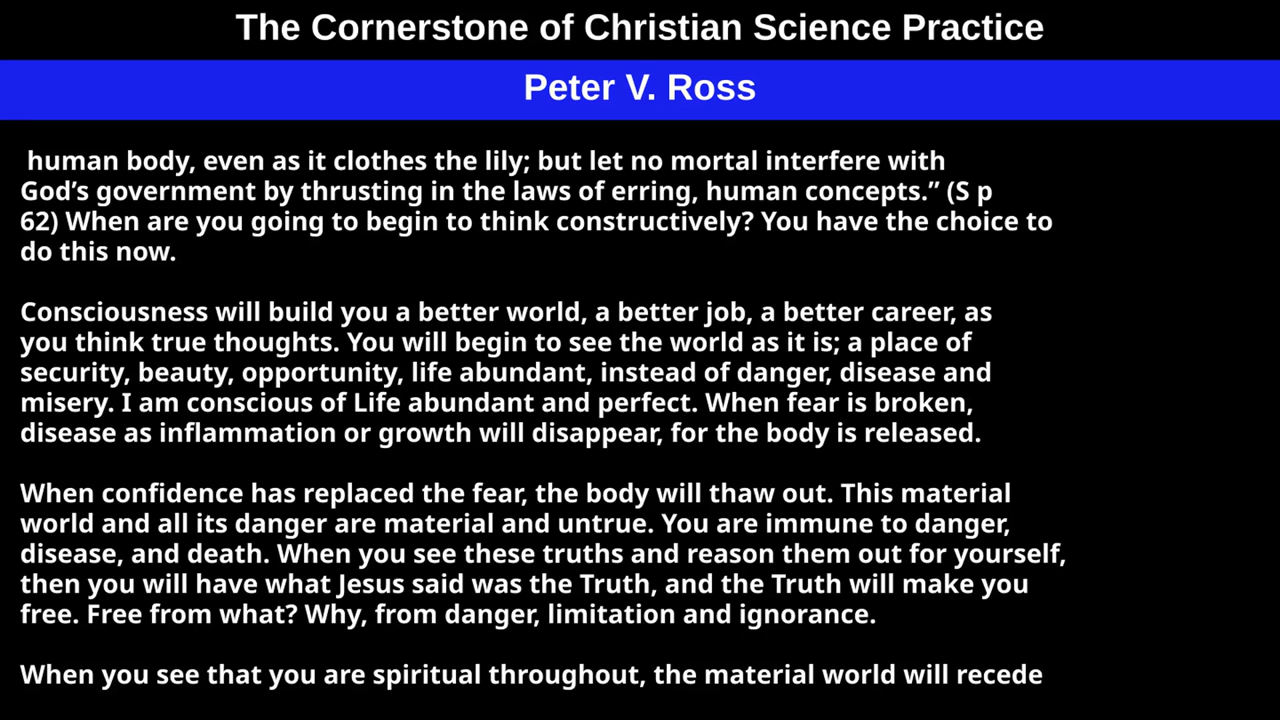 The Cornerstone of Christian Science Practice
Peter V. Ross
human body, even as it clothes the lily; but let no mortal interfere with
God’s government by thrusting in the laws of erring, human concepts.” (S p
62) When are you going to begin to think constructively? You have the choice to
do this now.
Consciousness will build you a better world, a better job, a better career, as
you think true thoughts. You will begin to see the world as it is; a place of
security, beauty, opportunity, life abundant, instead of danger, disease and
misery. I am conscious of Life abundant and perfect. When fear is broken,
disease as inflammation or growth will disappear, for the body is released.
When confidence has replaced the fear, the body will thaw out. This material
world and all its danger are material and untrue. You are immune to danger,
disease, and death. When you see these truths and reason them out for yourself,
then you will have what Jesus said was the Truth, and the Truth will make you
free. Free from what? Why, from danger, limitation and ignorance.
When you see that you are spiritual throughout, the material world will recede